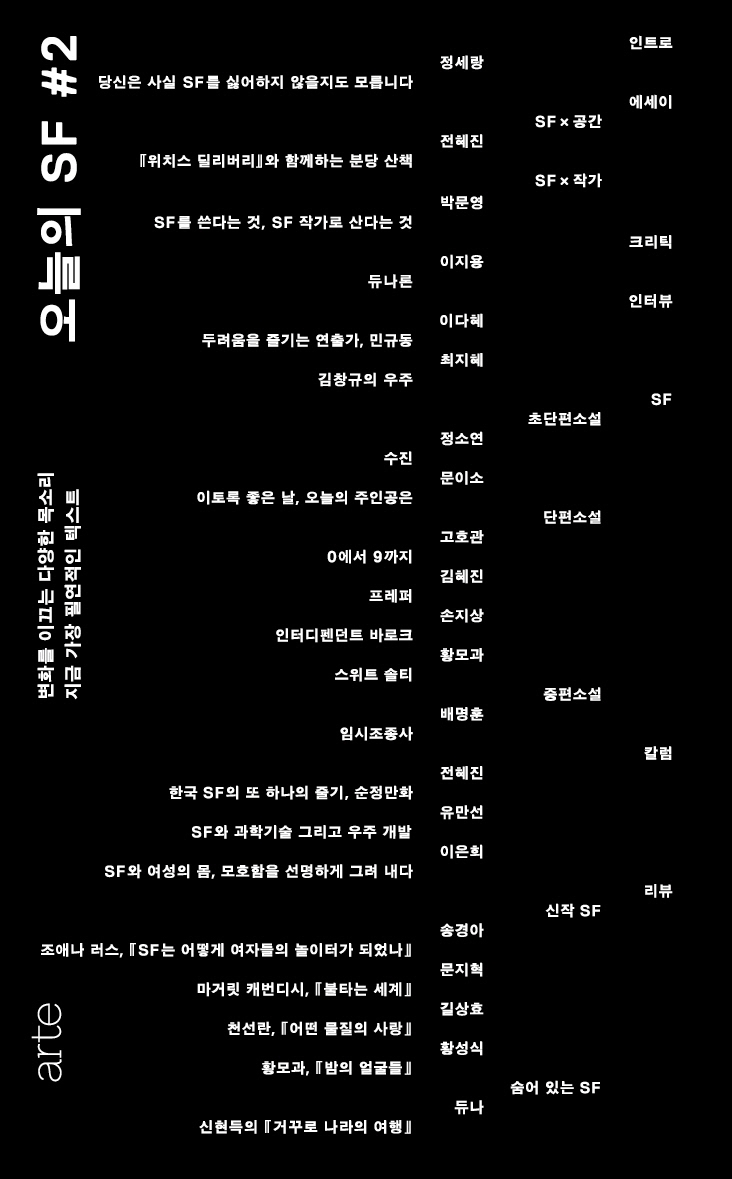 오늘의 SF #2
변화를 이끄는 다양한 목소리
지금 가장 필연적인 텍스트
arte
인트로
정세랑
당신은 사실 SF를 싫어하지 않을지도 모릅니다
에세이
SF×공간
전혜진
『위치스 딜리버리』와 함께하는 분당 산책
SF×작가
박문영
SF를 쓴다는 것, SF 작가로 산다는 것
크리틱
이지용
듀나론
인터뷰
이다혜
두려움을 즐기는 연출가, 민규동
최지혜
김창규의 우주
SF
초단편소설
정소연
수진
문이소
이토록 좋은 날, 오늘의 주인공은
단편소설
고호관
0에서 9까지
김혜진
프레퍼
손지상
인터디펜던트 바로크
황모과
스위트 솔티
중편소설
배명훈
임시조종사
칼럼
전혜진
한국 SF의 또 하나의 줄기, 순정만화
유만선
SF와 과학기술 그리고 우주 개발
이은희
SF와 여성의 몸, 모호함을 선명하게 그려 내다
리뷰
신작 SF
송경아
조애나 러스, 『SF는 어떻게 여자들의 놀이터가 되었나』
문지혁
마거릿 캐번디시, 『불타는 세계』
길상효
천선란, 『어떤 물질의 사랑』
황성식
황모과, 『밤의 얼굴들』
숨어 있는 SF
듀나
신현득의 『거꾸로 나라의 여행』